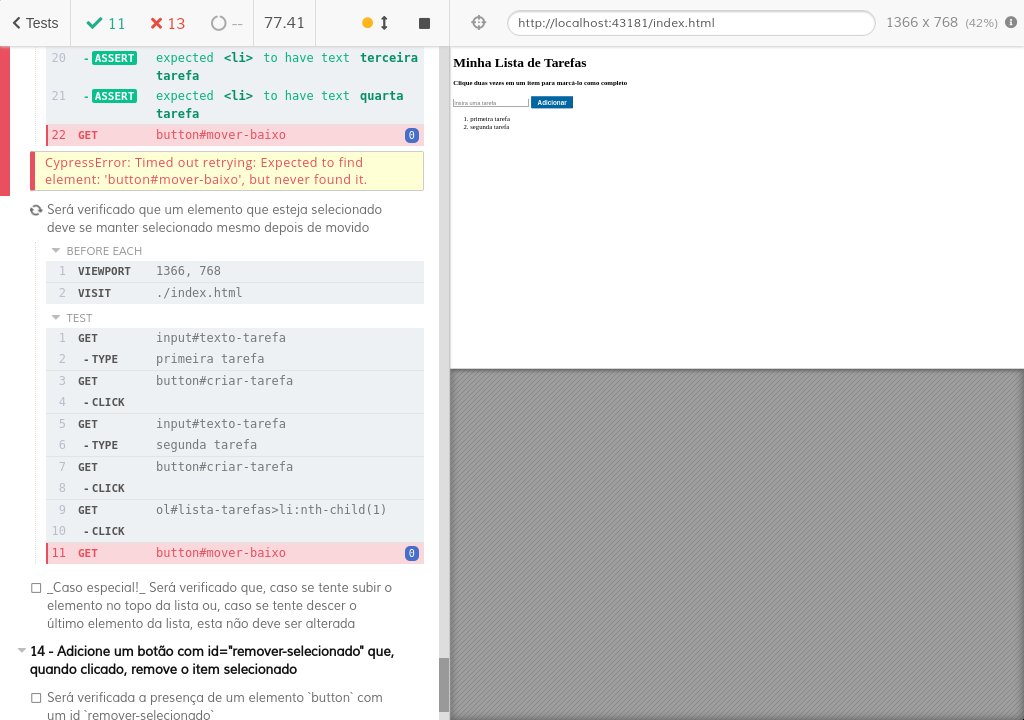 Tests
11
13
--
77.41
http://localhost:43181/index.html
1366 x 768 (42%)
20 -ASSERT expected <li> to have text terceira
tarefa
21 -ASSERT expected <li> to have text quarta
tarefa
22 GET button#mover-baixo 0
CypressError: Timed out retrying: Expected to find
element: 'button#mover-baixo', but never found it.
Será verificado que um elemento que esteja selecionado
deve se manter selecionado mesmo depois de movido
BEFORE EACH
1 VIEWPORT 1366, 768
2 VISIT ./index.html
TEST
1 GET input#texto-tarefa
2 -TYPE primeira tarefa
3 GET button#criar-tarefa
4 -CLICK
5 GET input#texto-tarefa
6 -TYPE segunda tarefa
7 GET button#criar-tarefa
8 -CLICK
9 GET ol#lista-tarefas>li:nth-child(1)
10 -CLICK
11 GET button#mover-baixo 0
_Caso especial!_ Será verificado que, caso se tente subir o
elemento no topo da lista ou, caso se tente descer o
último elemento da lista, esta não deve ser alterada
14 - Adicione um botão com id="remover-selecionado" que,
quando clicado, remove o item selecionado
Será verificada a presença de um elemento `button` com
um id `remover-selecionado`
Minha Lista de Tarefas
Clique duas vezes em um item para marcá-lo como completo
Insira uma tarefa
Adicionar
1. primeira tarefa
2. segunda tarefa